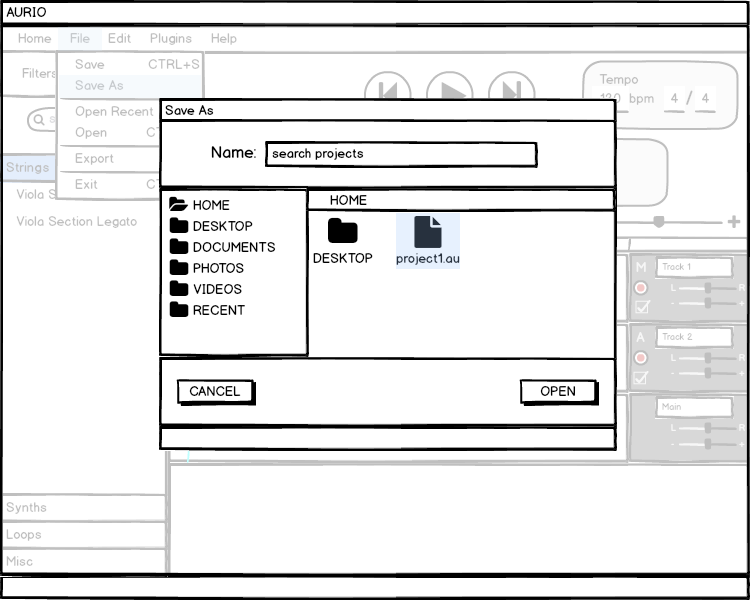 AURIO
Home File Edit Plugins Help
Filters
Save CTRL+S
Save As
Open Recent
Open
Export
Exit
Tempo
120 bpm 4 / 4
Strings
Viola Section Legato
Save As
Name: search projects
HOME
DESKTOP
DOCUMENTS
PHOTOS
VIDEOS
RECENT
HOME
DESKTOP
project1.au
CANCEL
OPEN
M Track 1
L R
- +
A Track 2
L R
- +
Main
L R
- +
Synths
Loops
Misc